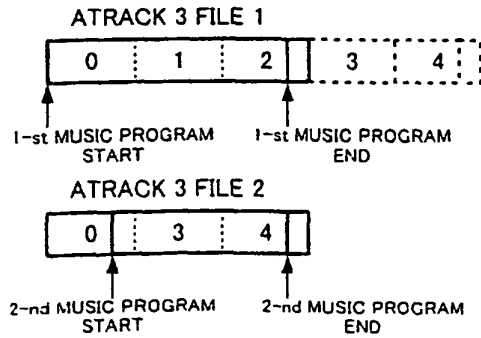 ATRACK 3 FILE 1
0 1 2 3 4
1-st MUSIC PROGRAM START
1-st MUSIC PROGRAM END
ATRACK 3 FILE 2
0 3 4
2-nd MUSIC PROGRAM START
2-nd MUSIC PROGRAM END